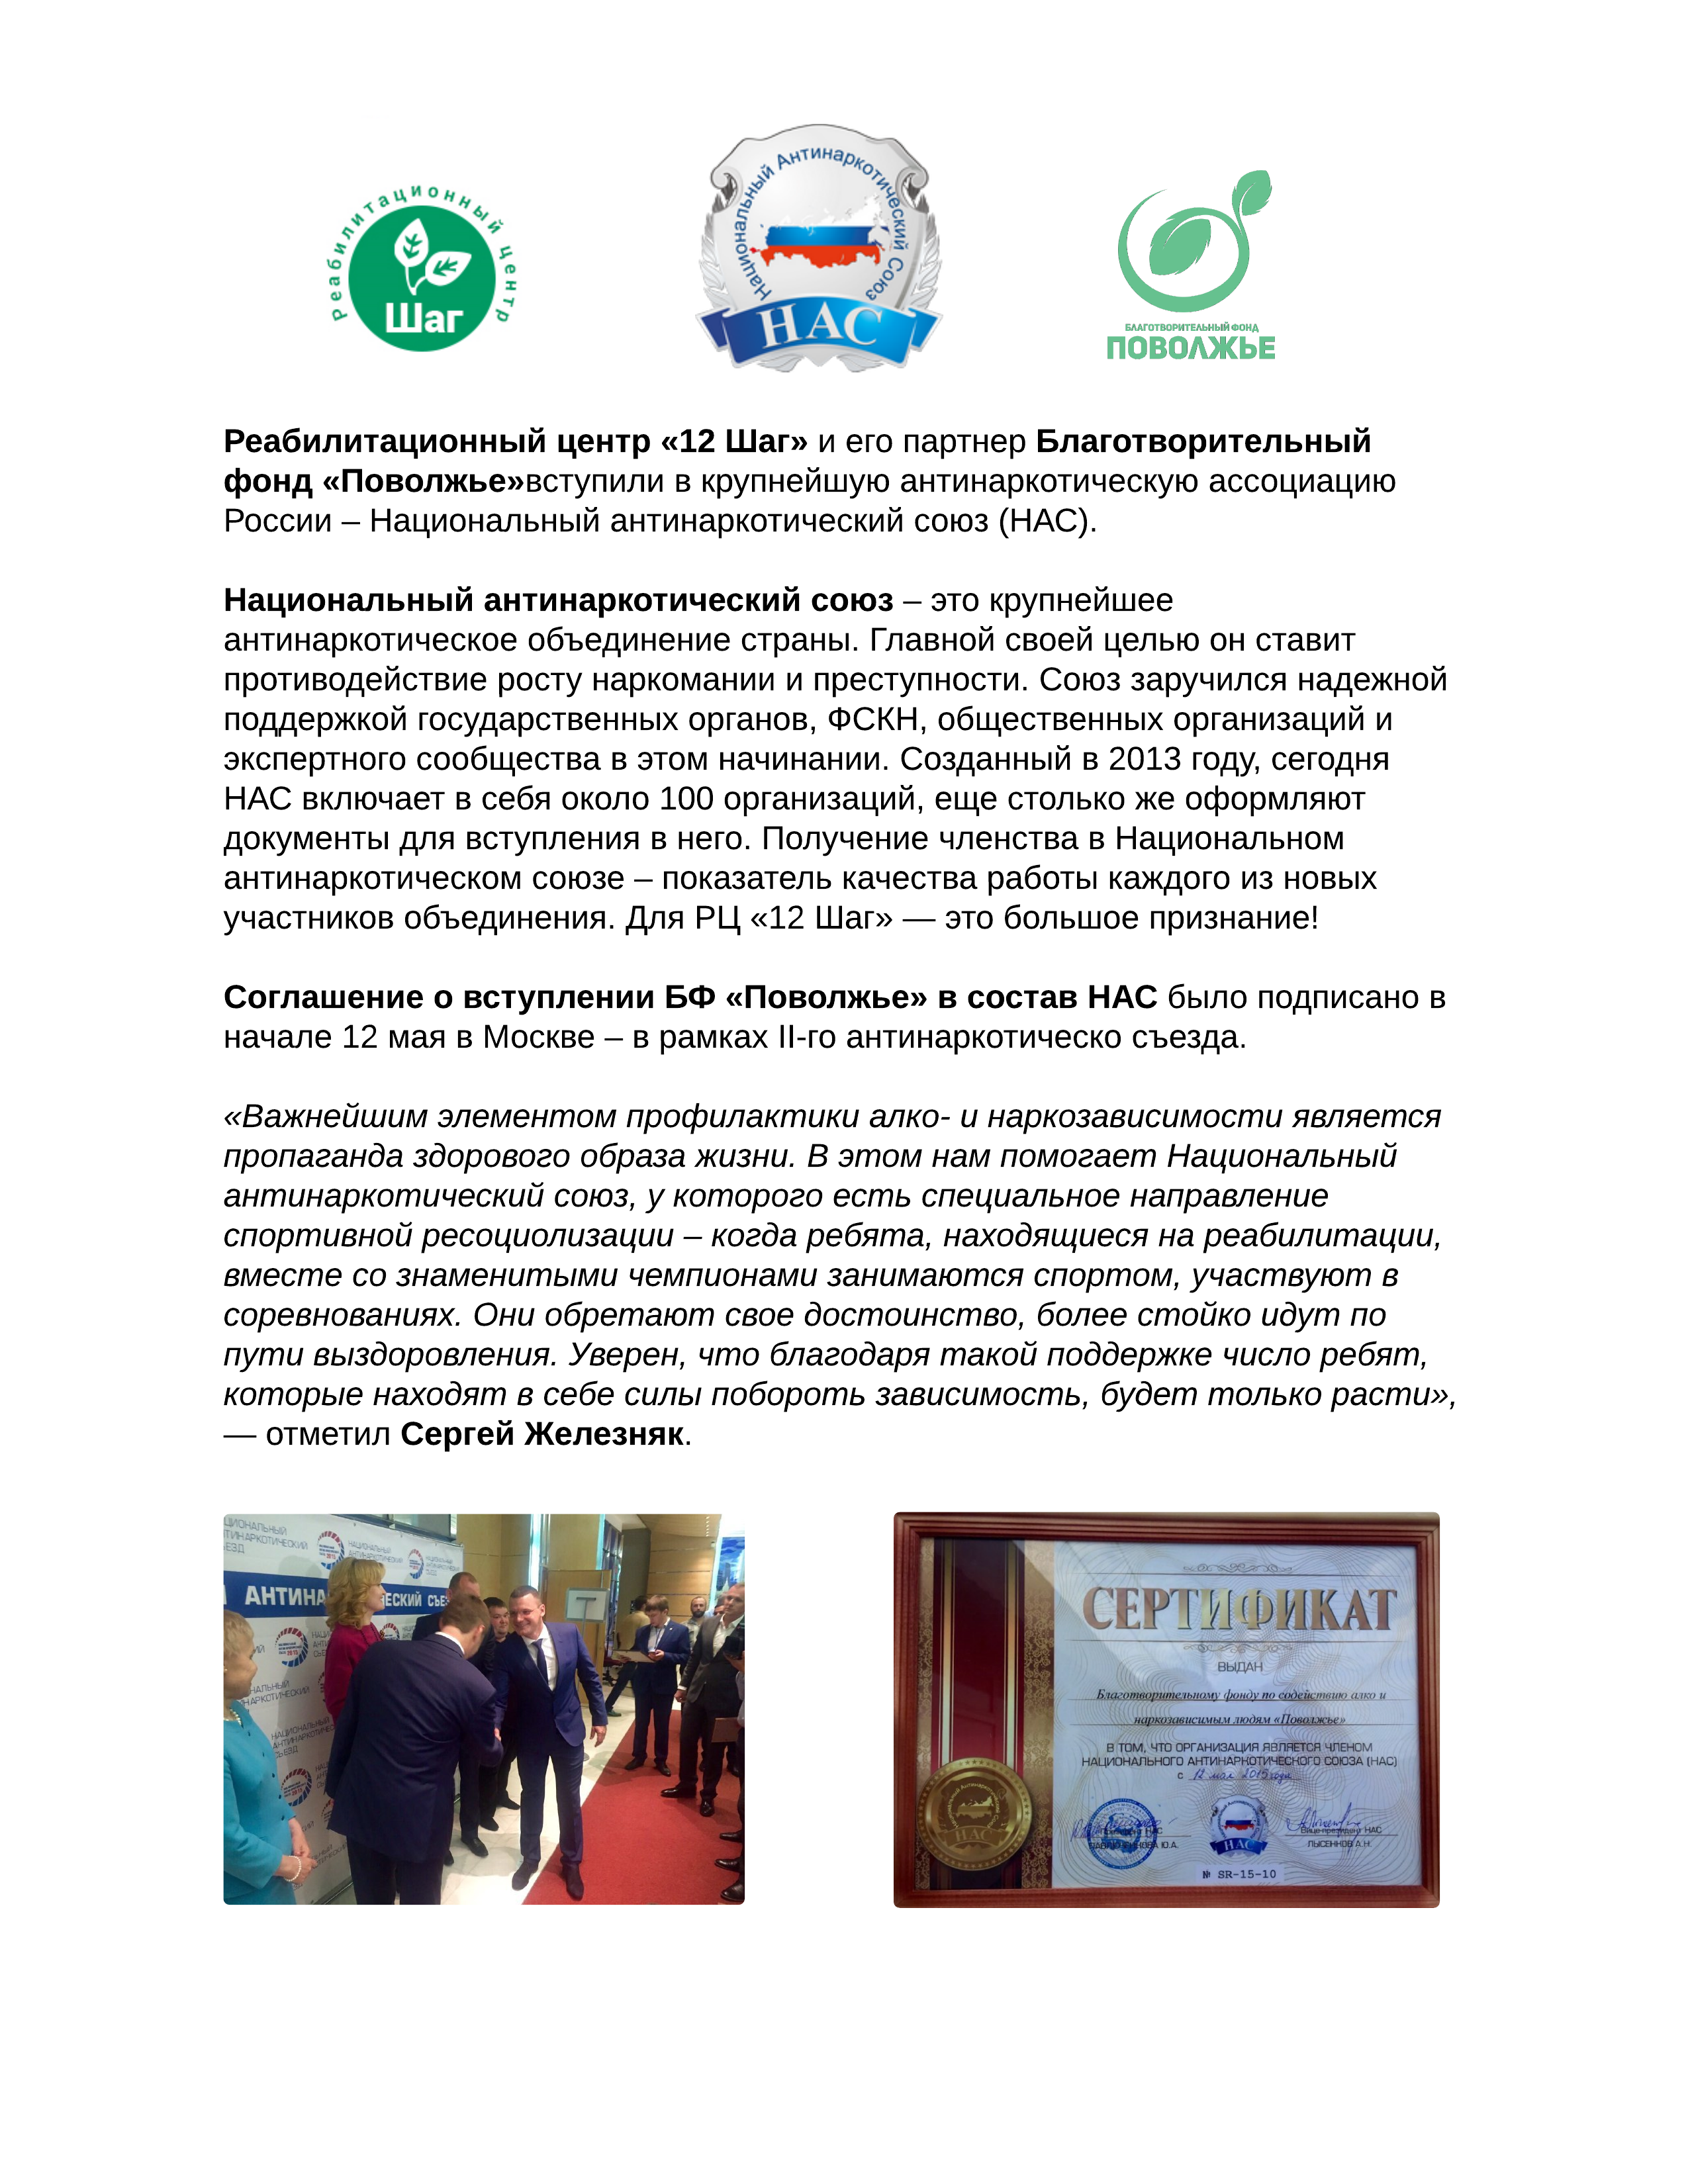 Реабилитационный центр
Шаг
Национальный Антинаркотический Союз
НАС
БЛАГОТВОРИТЕЛЬНЫЙ ФОНД
ПОВОЛЖЬЕ
Реабилитационный центр «12 Шаг» и его партнер Благотворительный
фонд «Поволжье»вступили в крупнейшую антинаркотическую ассоциацию
России – Национальный антинаркотический союз (НАС).
Национальный антинаркотический союз – это крупнейшее
антинаркотическое объединение страны. Главной своей целью он ставит
противодействие росту наркомании и преступности. Союз заручился надежной
поддержкой государственных органов, ФСКН, общественных организаций и
экспертного сообщества в этом начинании. Созданный в 2013 году, сегодня
НАС включает в себя около 100 организаций, еще столько же оформляют
документы для вступления в него. Получение членства в Национальном
антинаркотическом союзе – показатель качества работы каждого из новых
участников объединения. Для РЦ «12 Шаг» — это большое признание!
Соглашение о вступлении БФ «Поволжье» в состав НАС было подписано в
начале 12 мая в Москве – в рамках II-го антинаркотическо съезда.
«Важнейшим элементом профилактики алко- и наркозависимости является
пропаганда здорового образа жизни. В этом нам помогает Национальный
антинаркотический союз, у которого есть специальное направление
спортивной ресоциолизации – когда ребята, находящиеся на реабилитации,
вместе со знаменитыми чемпионами занимаются спортом, участвуют в
соревнованиях. Они обретают свое достоинство, более стойко идут по
пути выздоровления. Уверен, что благодаря такой поддержке число ребят,
которые находят в себе силы побороть зависимость, будет только расти»,
— отметил Сергей Железняк.
АНТИНА ЕСКИЙ СЪЕ
СЕРТИФИКАТ
ВЫДАН
Благотворительному фонду по содействию алко и
наркозависимым людям «Поволжье»
В ТОМ, ЧТО ОРГАНИЗАЦИЯ ЯВЛЯЕТСЯ ЧЛЕНОМ
НАЦИОНАЛЬНОГО АНТИНАРКОТИЧЕСКОГО СОЮЗА (НАС)
с 12 мая 2015 года
НАС
НАС
Вице-президент НАС
ЛЫСЕНКОВ А.Н.
№ SR-15-10